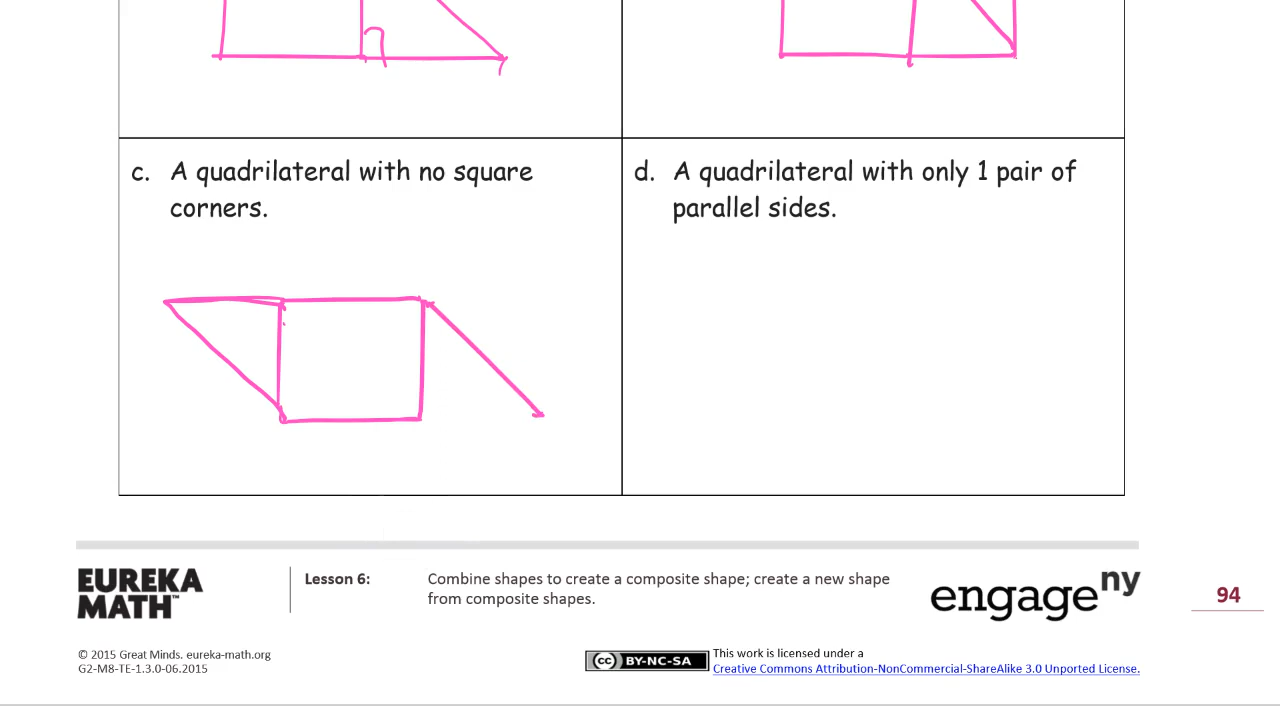 c. A quadrilateral with no square
corners.
d. A quadrilateral with only 1 pair of
parallel sides.
EUREKA
MATH™
Lesson 6:
Combine shapes to create a composite shape; create a new shape
from composite shapes.
engageny
94
© 2015 Great Minds. eureka-math.org
G2-M8-TE-1.3.0-06.2015
cc BY-NC-SA
This work is licensed under a
Creative Commons Attribution-NonCommercial-ShareAlike 3.0 Unported License.